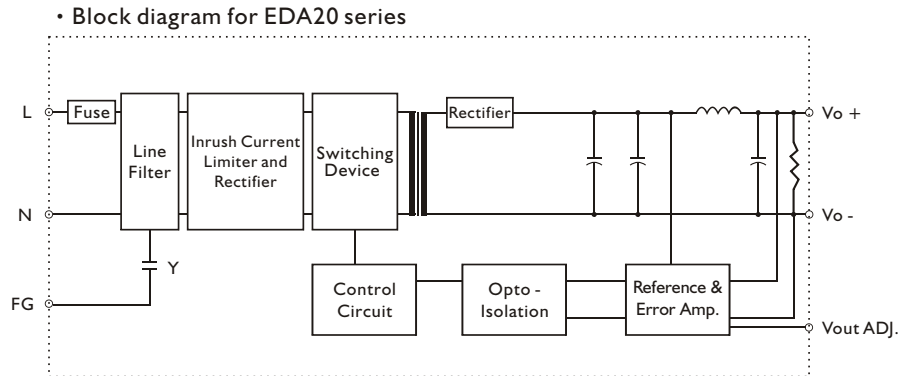 • Block diagram for EDA20 series
L
Fuse
Line
Filter
Inrush Current
Limiter and
Rectifier
Switching
Device
Rectifier
Vo +
N
Vo -
Y
FG
Control
Circuit
Opto -
Isolation
Reference &
Error Amp.
Vout ADJ.